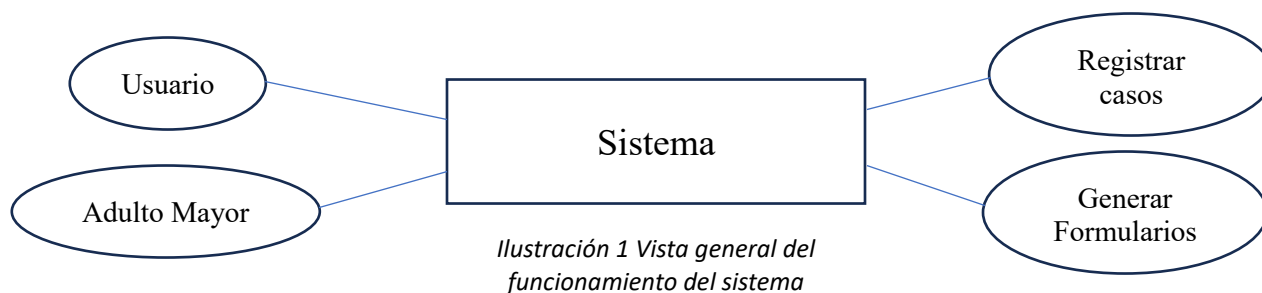 Usuario
Adulto Mayor
Sistema
Registrar
casos
Generar
Formularios
Ilustración 1 Vista general del
funcionamiento del sistema